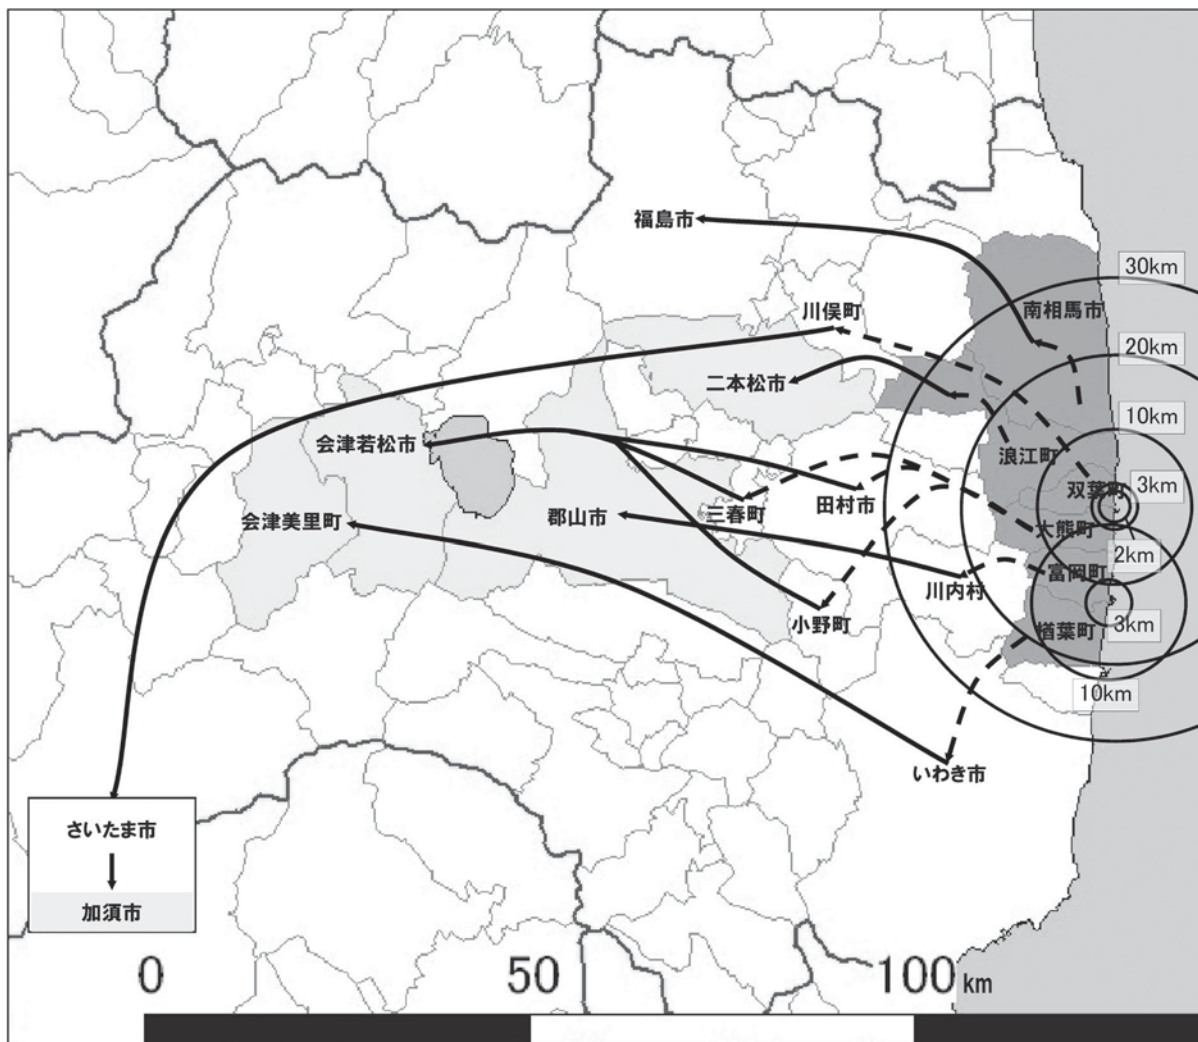 福島市
30km
川俣町
南相馬市
20km
二本松市
10km
会津若松市
浪江町
双葉町
3km
会津美里町
郡山市
三春町
田村市
大熊町
2km
富岡町
川内村
小野町
楢葉町
3km
10km
いわき市
さいたま市
加須市
0
50
100 km